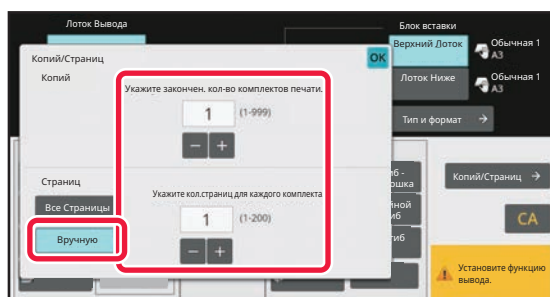 Лоток Вывода
Блок вставки
Верхний Лоток
Обычная 1
A3
Копий/Страниц
OK
Копий
Укажите закончен. кол-во комплектов печати.
1
(1-999)
Лоток Ниже
Обычная 1
A3
− +
Тип и формат →
Страниц
Укажите кол.страниц для каждого комплекта
Все Страницы
1
(1-200)
Вручную
− +
Копий/Страниц →
CA
Установите функцию
вывода.